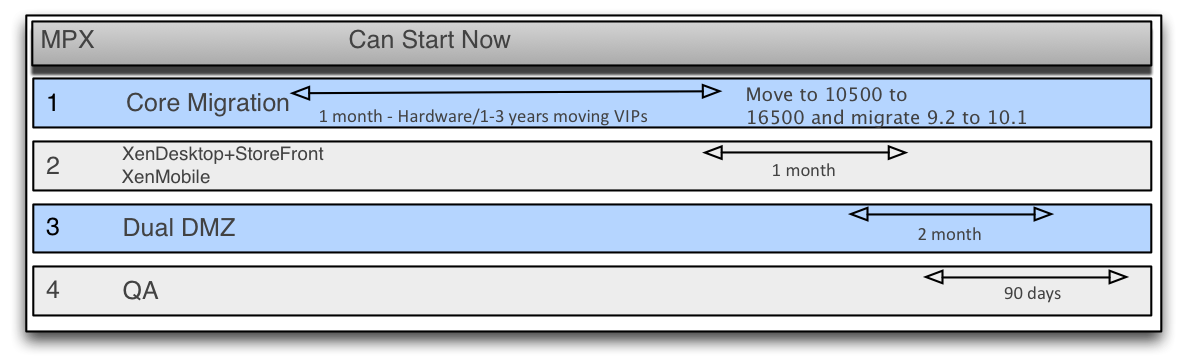 MPX Can Start Now
1 Core Migration 1 month - Hardware/1-3 years moving VIPs Move to 10500 to
16500 and migrate 9.2 to 10.1
2 XenDesktop+StoreFront
XenMobile 1 month
3 Dual DMZ 2 month
4 QA 90 days